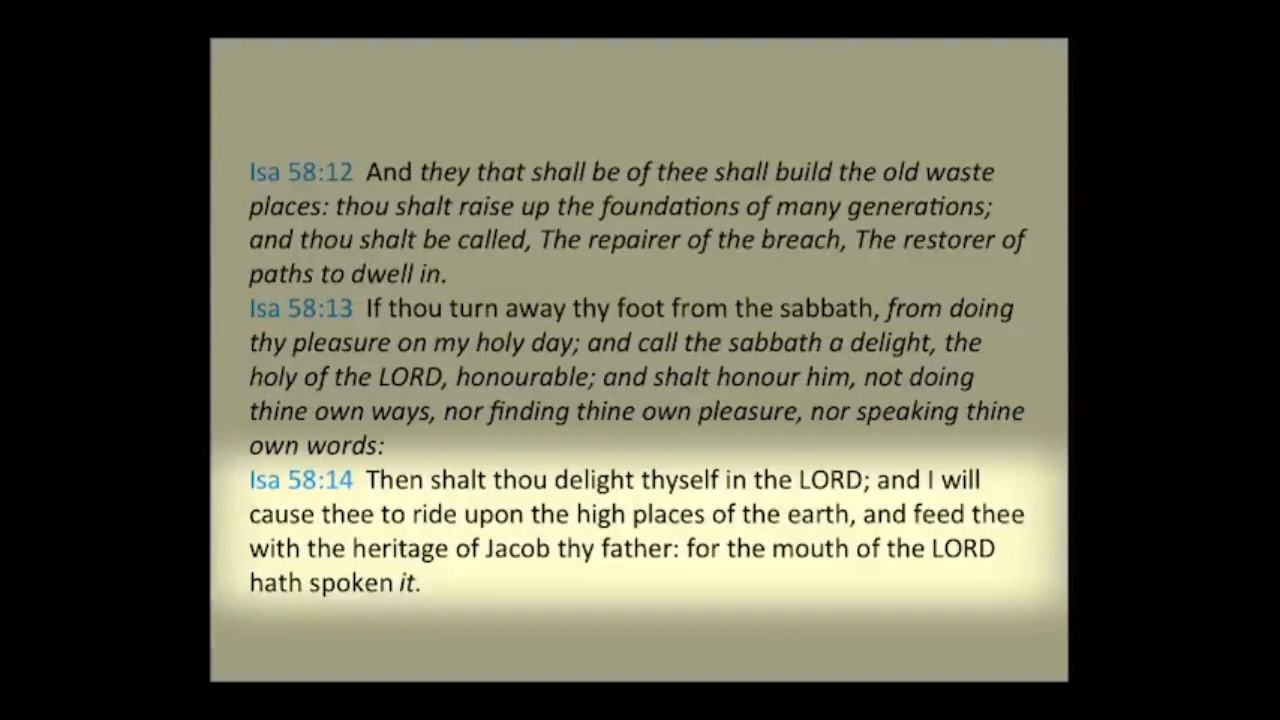 Isa 58:12 And they that shall be of thee shall build the old waste
places: thou shalt raise up the foundations of many generations;
and thou shalt be called, The repairer of the breach, The restorer of
paths to dwell in.
Isa 58:13 If thou turn away thy foot from the sabbath, from doing
thy pleasure on my holy day; and call the sabbath a delight, the
holy of the LORD, honourable; and shalt honour him, not doing
thine own ways, nor finding thine own pleasure, nor speaking thine
own words:
Isa 58:14 Then shalt thou delight thyself in the LORD; and I will
cause thee to ride upon the high places of the earth, and feed thee
with the heritage of Jacob thy father: for the mouth of the LORD
hath spoken it.